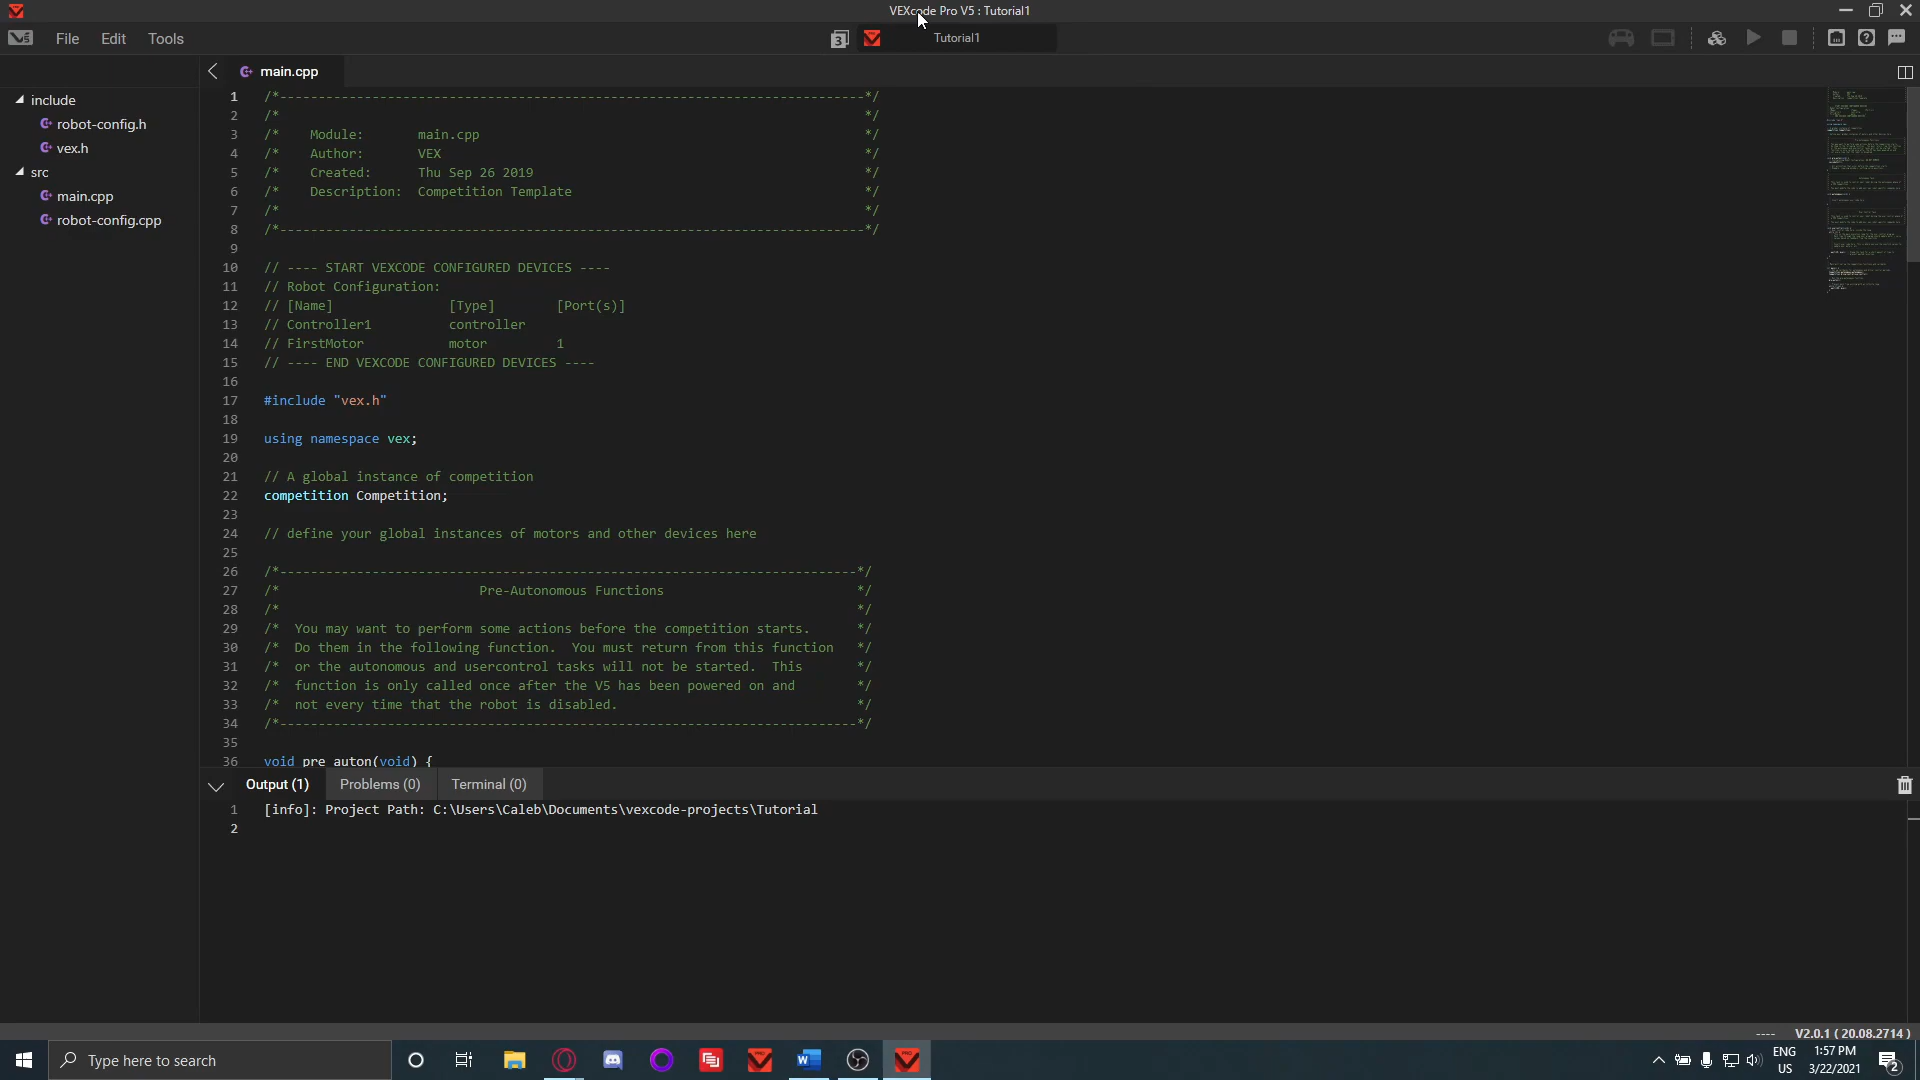 VEXcode Pro V5 : Tutorial1
V5 File Edit Tools
3 Tutorial1
main.cpp
include
robot-config.h
vex.h
src
main.cpp
robot-config.cpp
1 /*----------------------------------------------------------------------------*/
2 /* */
3 /* Module: main.cpp */
4 /* Author: VEX */
5 /* Created: Thu Sep 26 2019 */
6 /* Description: Competition Template */
7 /* */
8 /*----------------------------------------------------------------------------*/
9
10 // ---- START VEXCODE CONFIGURED DEVICES ----
11 // Robot Configuration:
12 // [Name] [Type] [Port(s)]
13 // Controller1 controller
14 // FirstMotor motor 1
15 // ---- END VEXCODE CONFIGURED DEVICES ----
16
17 #include "vex.h"
18
19 using namespace vex;
20
21 // A global instance of competition
22 competition Competition;
23
24 // define your global instances of motors and other devices here
25
26 /*---------------------------------------------------------------------------*/
27 /* Pre-Autonomous Functions */
28 /* */
29 /* You may want to perform some actions before the competition starts. */
30 /* Do them in the following function. You must return from this function */
31 /* or the autonomous and usercontrol tasks will not be started. This */
32 /* function is only called once after the V5 has been powered on and */
33 /* not every time that the robot is disabled. */
34 /*---------------------------------------------------------------------------*/
35
36 void pre_auton(void) {
Output (1) Problems (0) Terminal (0)
1 [info]: Project Path: C:\Users\Caleb\Documents\vexcode-projects\Tutorial
2
---- V2.0.1 ( 20.08.2714 )
Type here to search
ENG
US
1:57 PM
3/22/2021
2